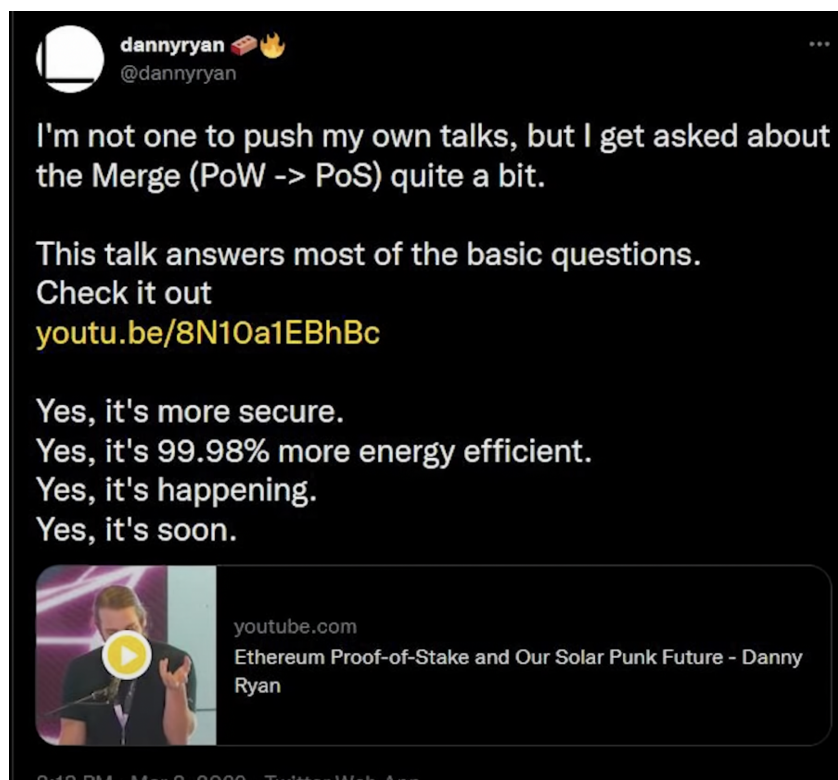 dannyryan 🧱🔥
@dannyryan
I'm not one to push my own talks, but I get asked about
the Merge (PoW -> PoS) quite a bit.
This talk answers most of the basic questions.
Check it out
youtu.be/8N10a1EBhBc
Yes, it's more secure.
Yes, it's 99.98% more energy efficient.
Yes, it's happening.
Yes, it's soon.
youtube.com
Ethereum Proof-of-Stake and Our Solar Punk Future - Danny
Ryan